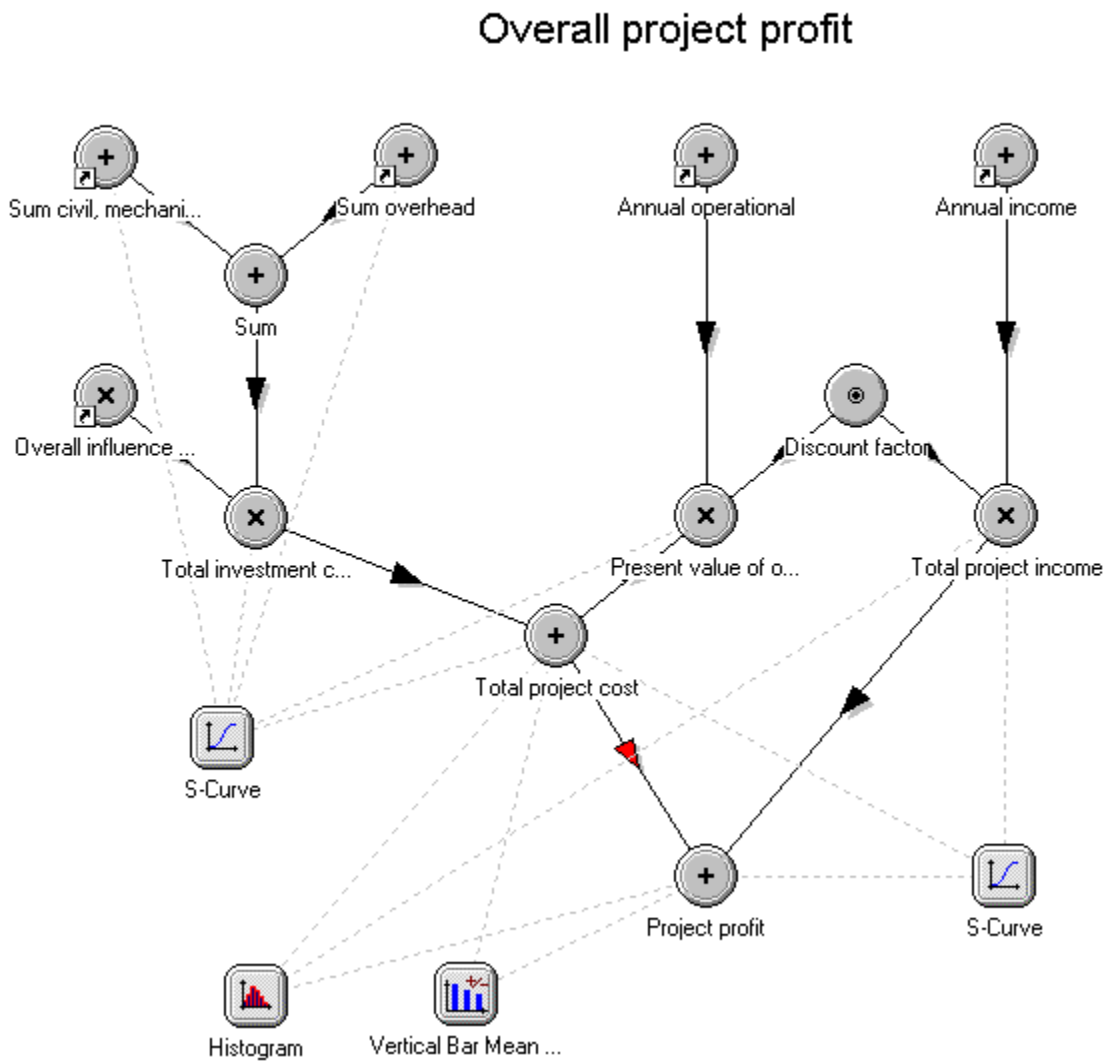 Overall project profit
Sum civil, mechani...
Sum overhead
Annual operational
Annual income
Sum
Overall influence ...
Discount factor
Total investment c...
Present value of o...
Total project income
Total project cost
S-Curve
Project profit
S-Curve
Histogram
Vertical Bar Mean ...